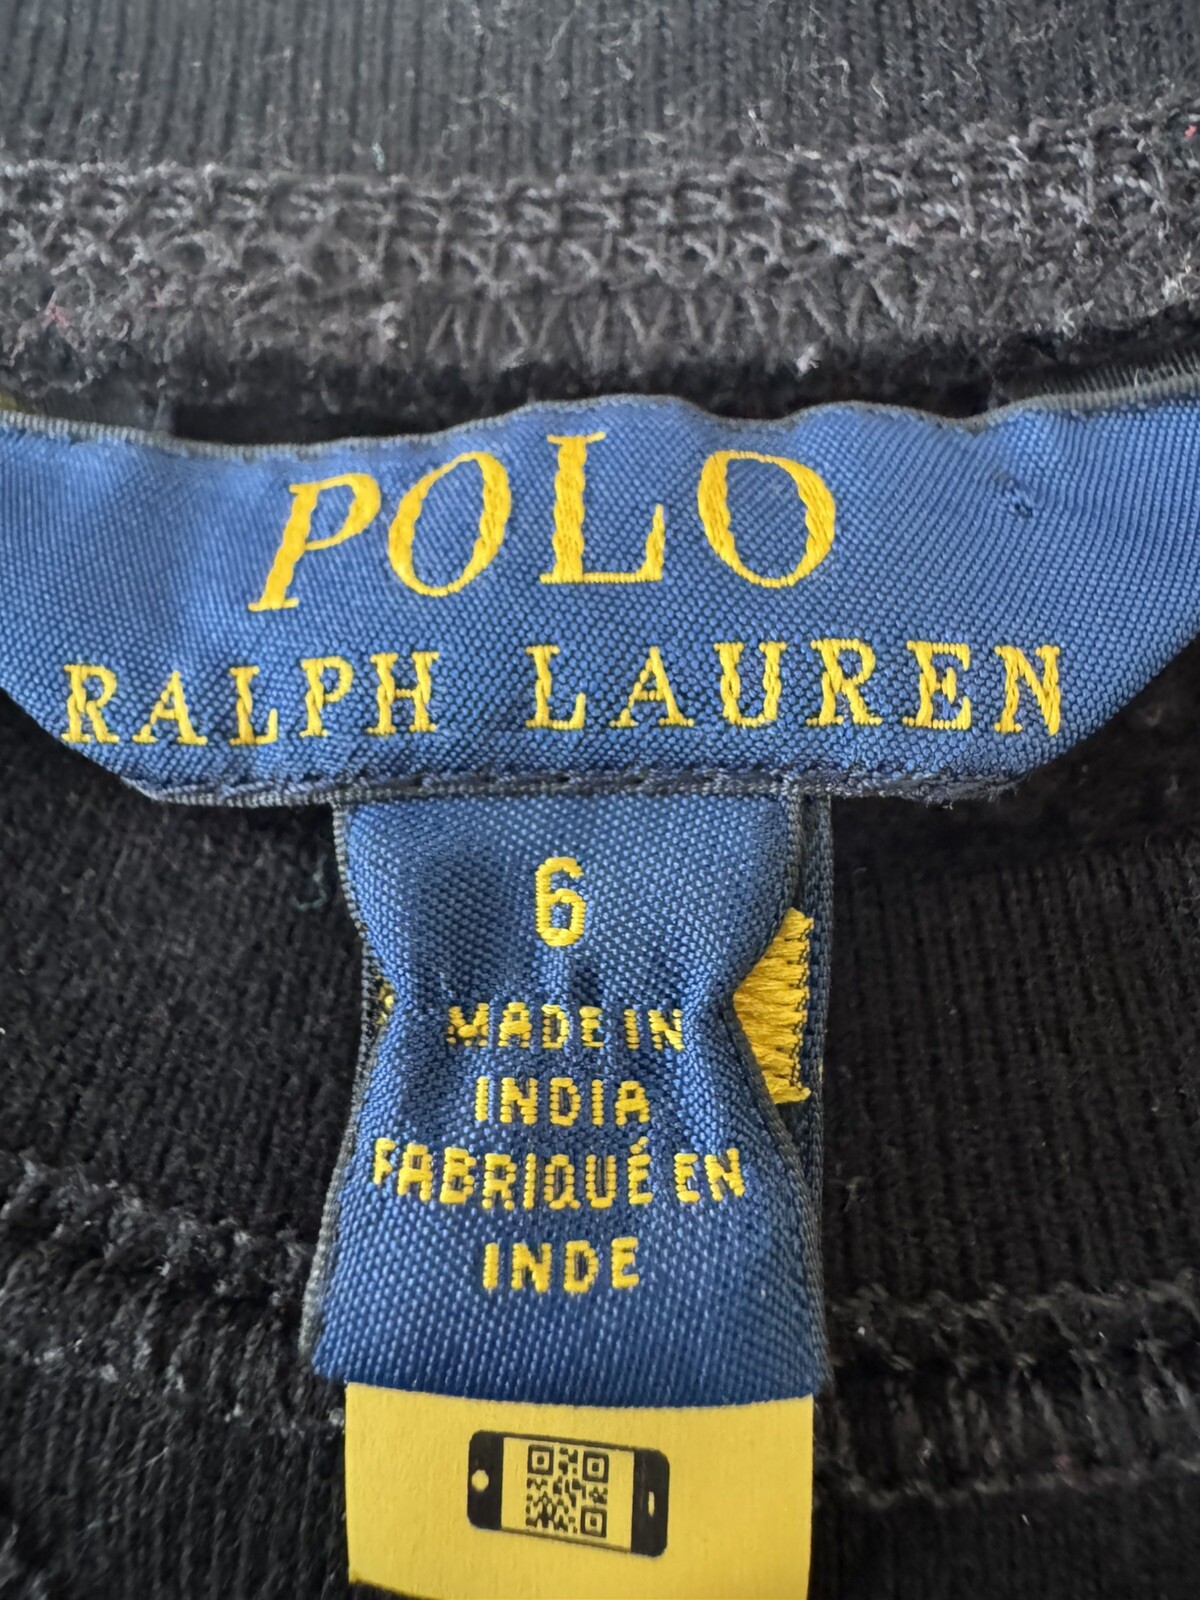 POLO
RALPH LAUREN
6
MADE IN
INDIA
FABRIQUÉ EN
INDE